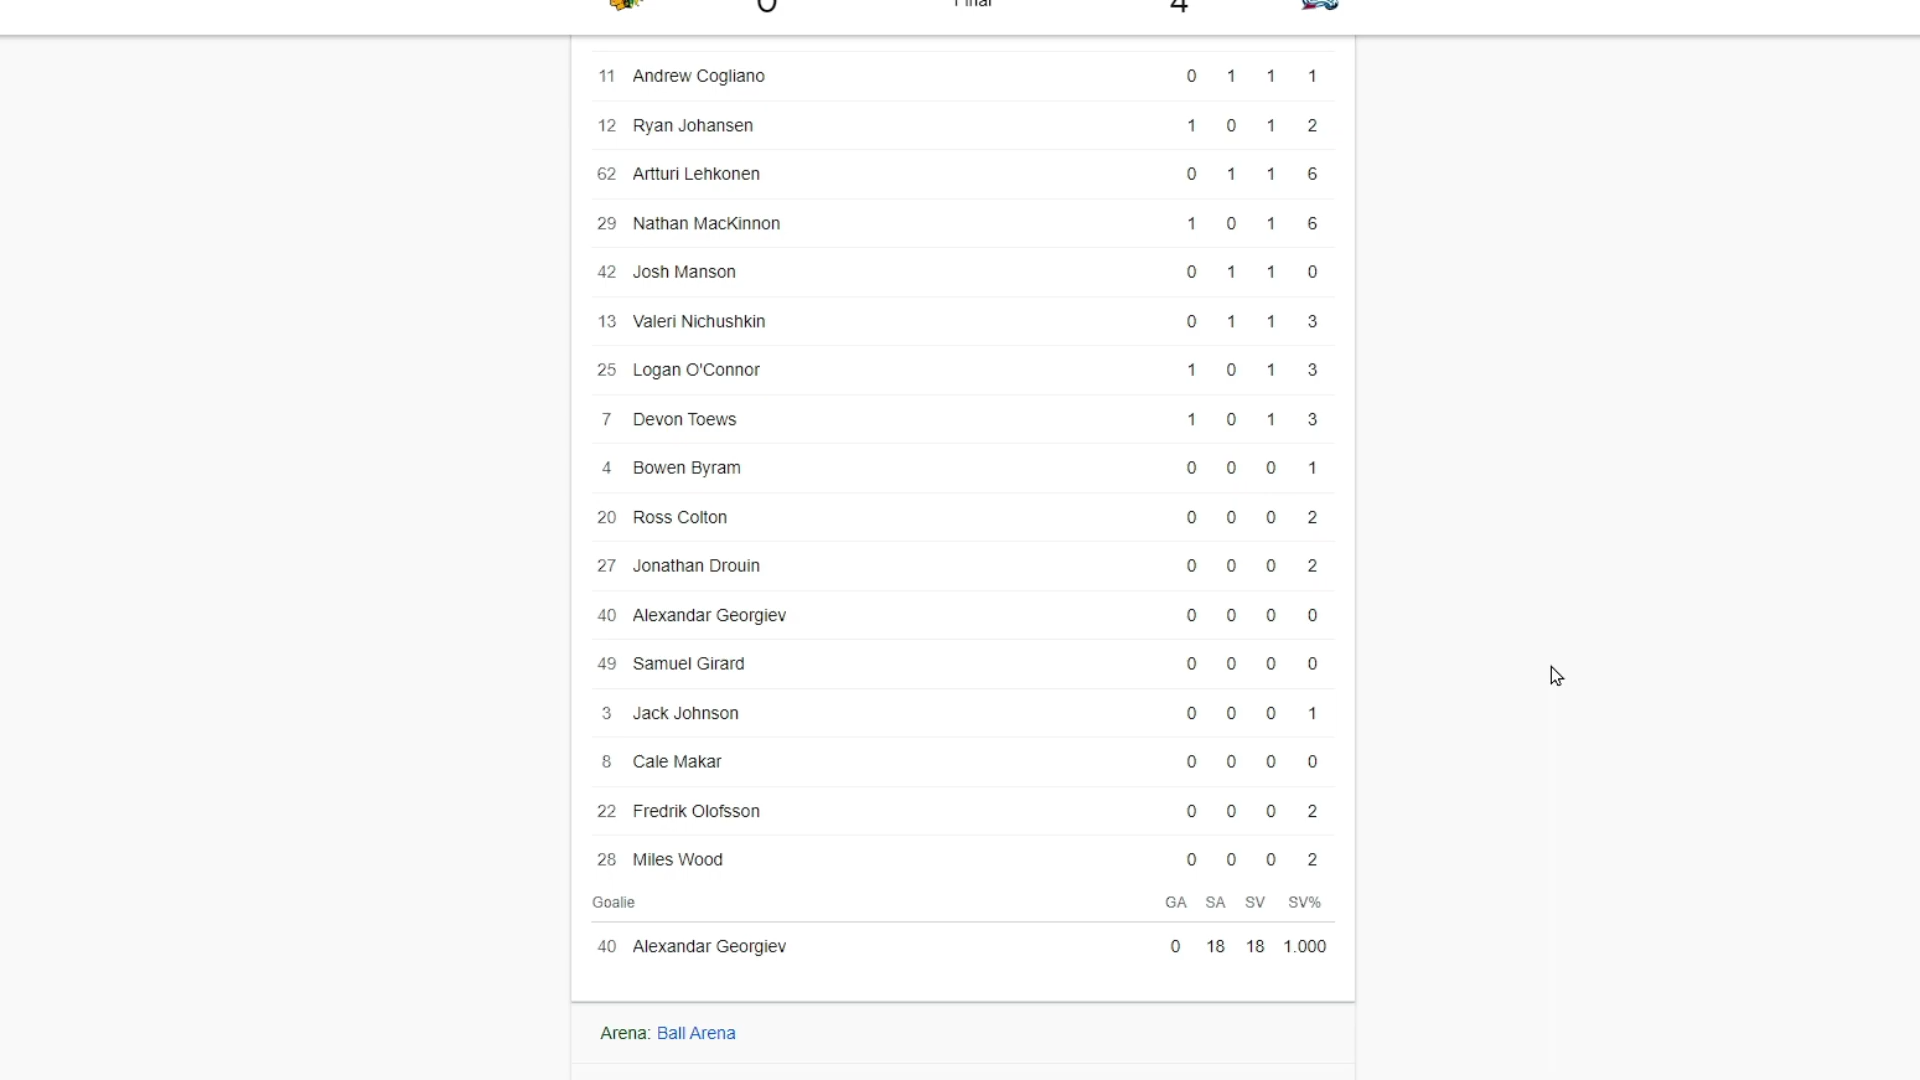 0 Final 4
11 Andrew Cogliano 0 1 1 1
12 Ryan Johansen 1 0 1 2
62 Artturi Lehkonen 0 1 1 6
29 Nathan MacKinnon 1 0 1 6
42 Josh Manson 0 1 1 0
13 Valeri Nichushkin 0 1 1 3
25 Logan O'Connor 1 0 1 3
7 Devon Toews 1 0 1 3
4 Bowen Byram 0 0 0 1
20 Ross Colton 0 0 0 2
27 Jonathan Drouin 0 0 0 2
40 Alexandar Georgiev 0 0 0 0
49 Samuel Girard 0 0 0 0
3 Jack Johnson 0 0 0 1
8 Cale Makar 0 0 0 0
22 Fredrik Olofsson 0 0 0 2
28 Miles Wood 0 0 0 2
Goalie GA SA SV SV%
40 Alexandar Georgiev 0 18 18 1.000
Arena: Ball Arena